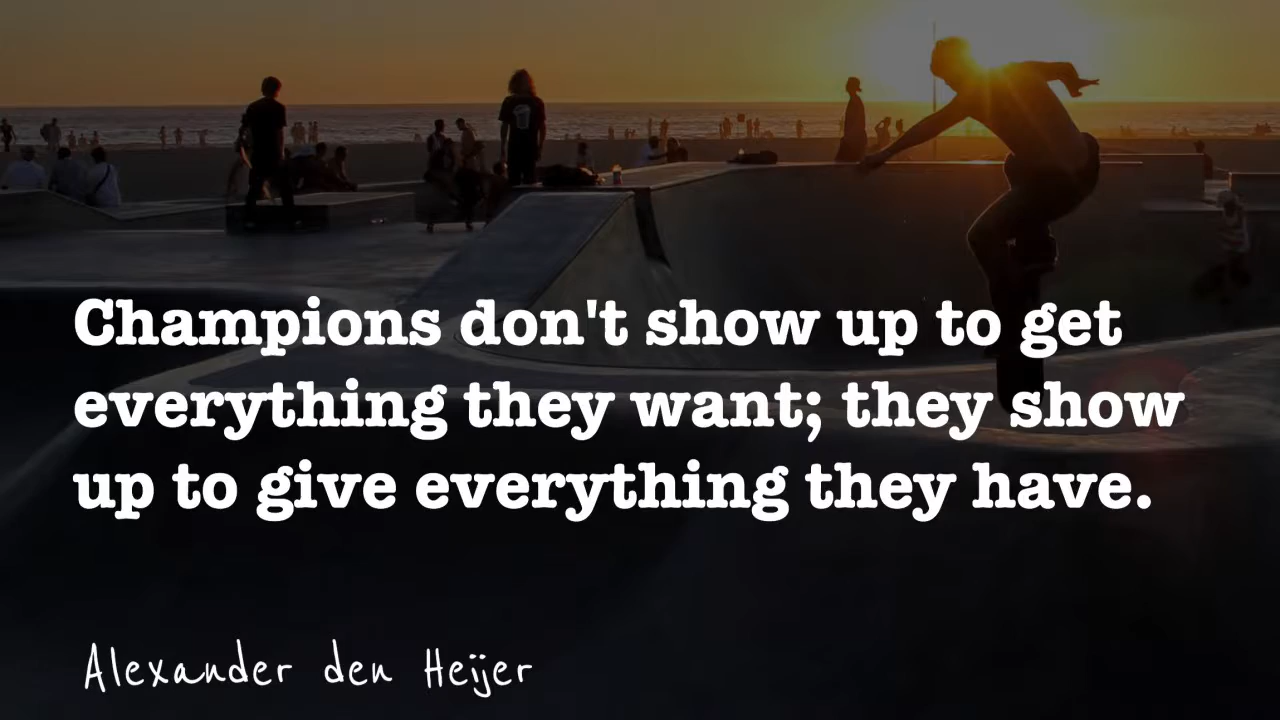 Champions don't show up to get
everything they want; they show
up to give everything they have.
Alexander den Heijer